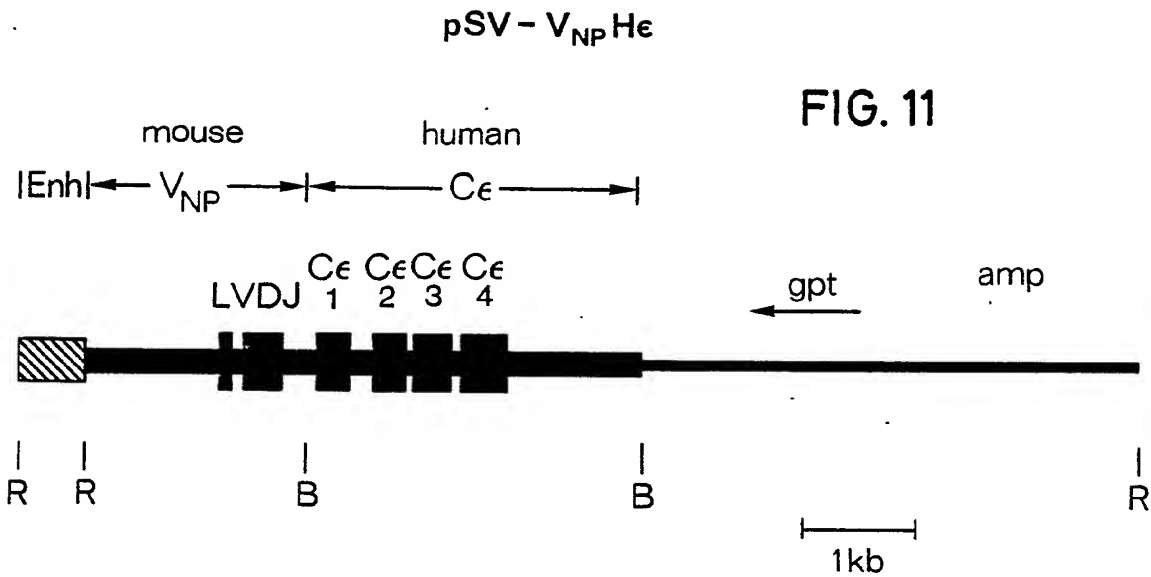 pSV – V_NP Hϵ
FIG. 11
mouse human
|Enh| V_NP Cϵ
LVDJ Cϵ 1 Cϵ 2 Cϵ 3 Cϵ 4
gpt amp
R R B B R
1kb